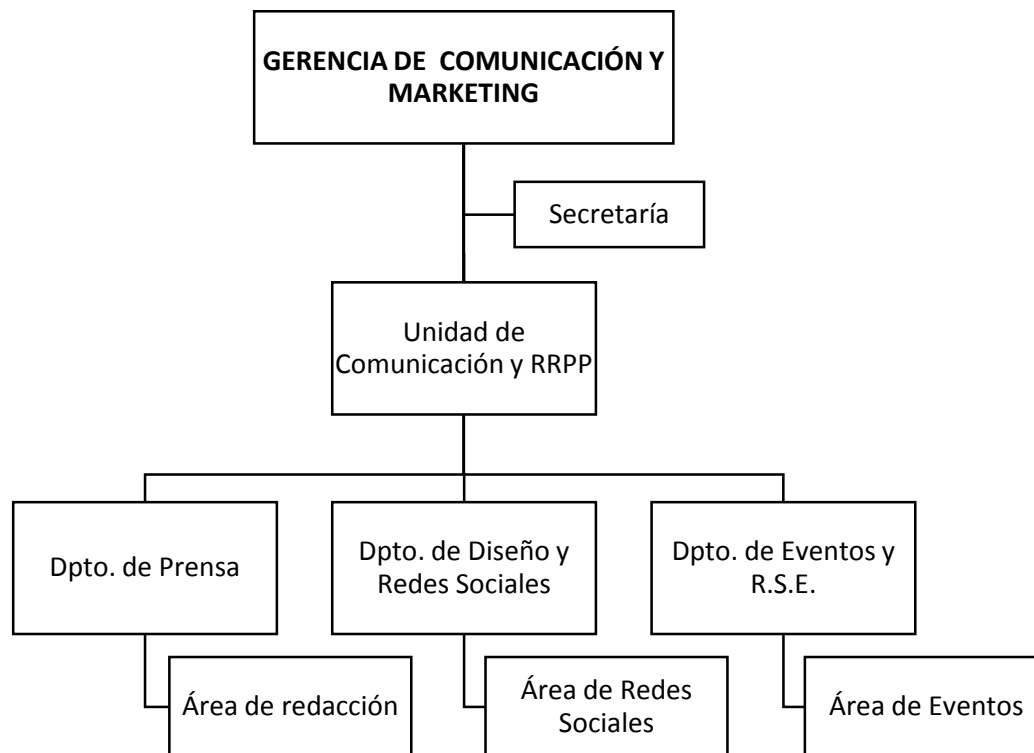 GERENCIA DE COMUNICACIÓN Y
MARKETING
Secretaría
Unidad de
Comunicación y RRPP
Dpto. de Prensa
Dpto. de Diseño y
Redes Sociales
Dpto. de Eventos y
R.S.E.
Área de redacción
Área de Redes
Sociales
Área de Eventos